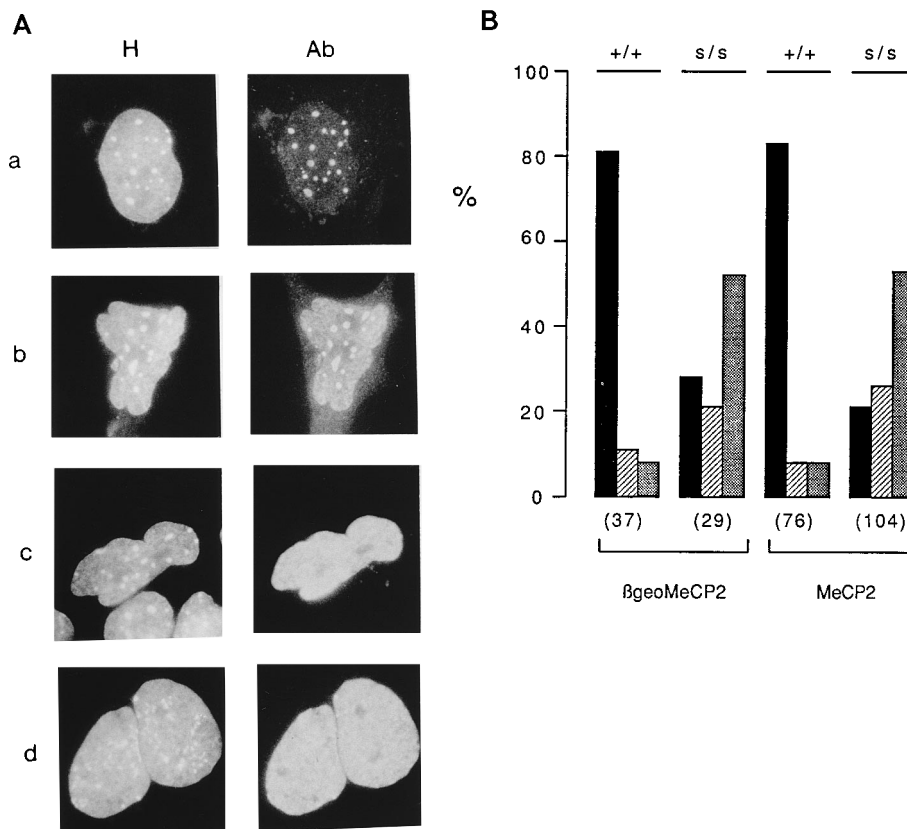 A
H Ab
a
b
c
d
B
+/+ s/s +/+ s/s
100
80
%
60
40
20
0
(37) (29) (76) (104)
ßgeoMeCP2 MeCP2